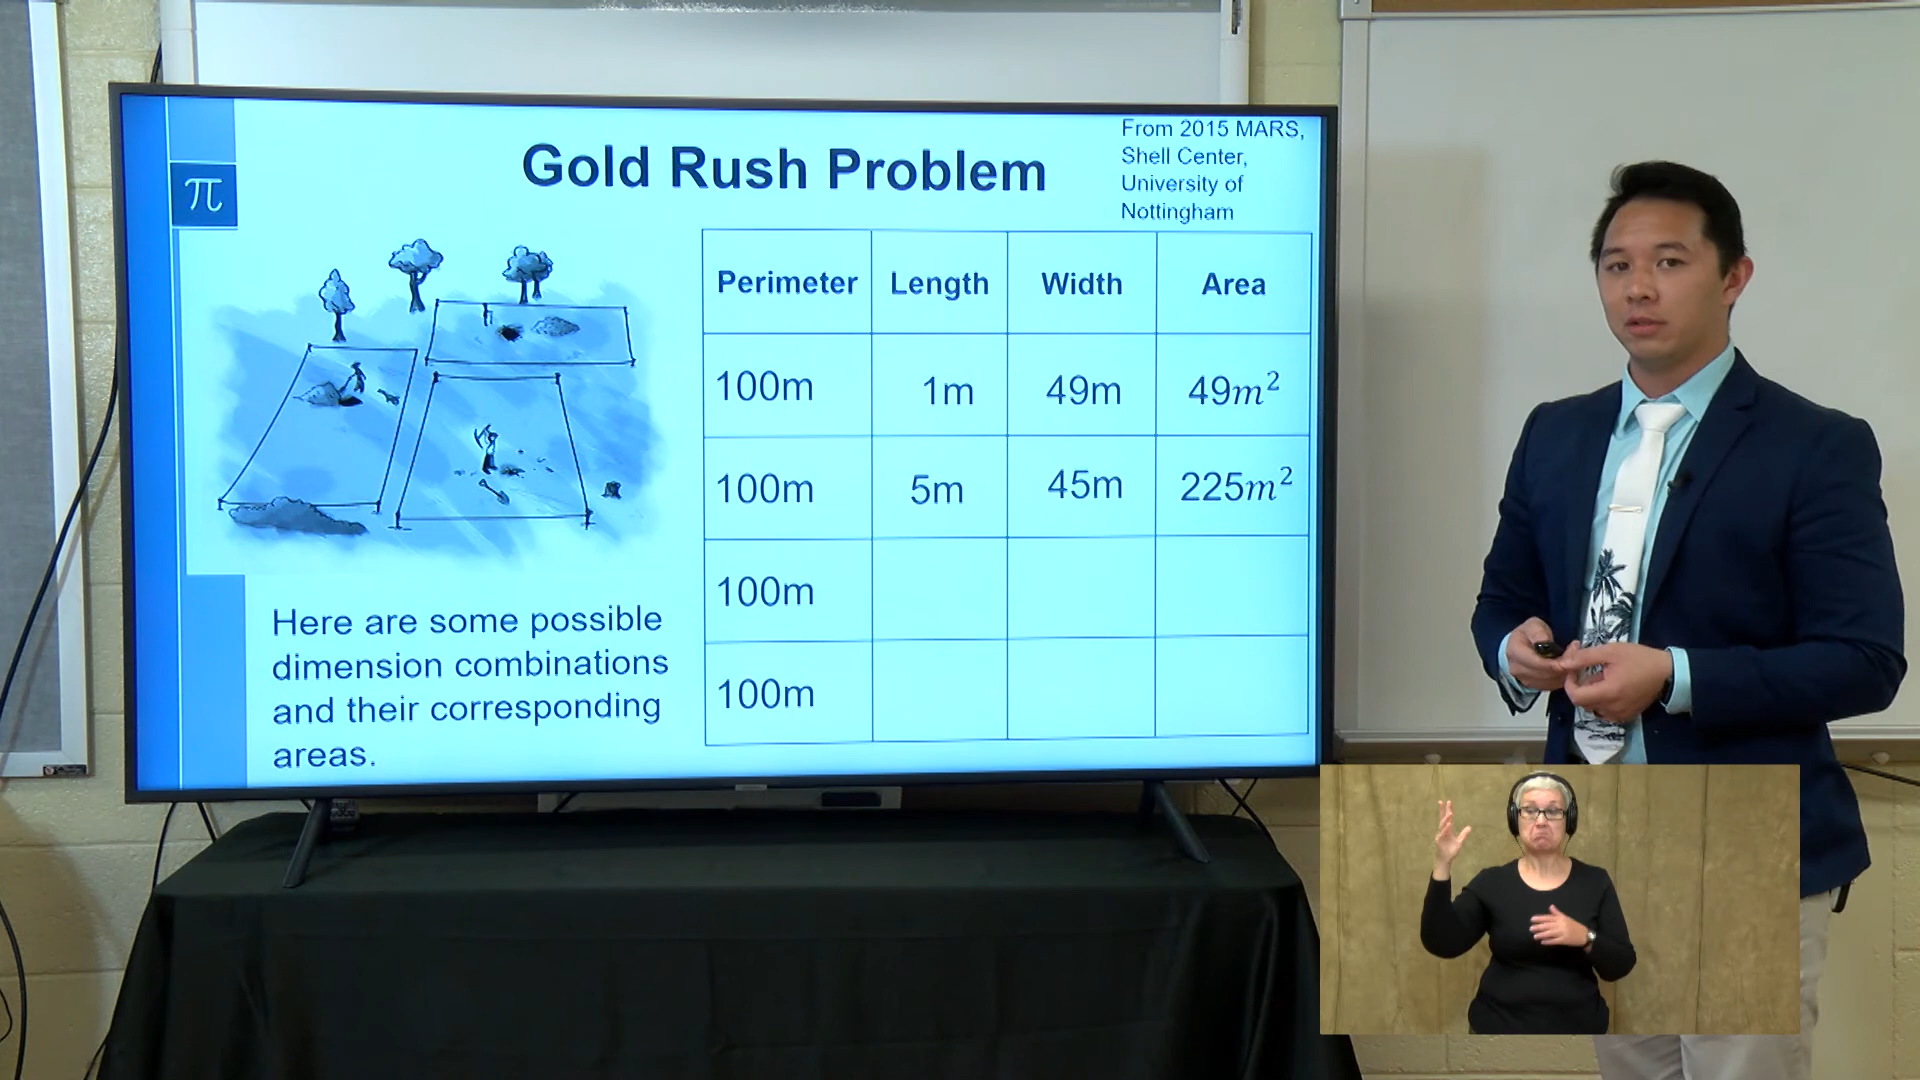 π
Gold Rush Problem
From 2015 MARS,
Shell Center,
University of
Nottingham
Perimeter Length Width Area
100m 1m 49m 49m²
100m 5m 45m 225m²
100m
100m
Here are some possible
dimension combinations
and their corresponding
areas.